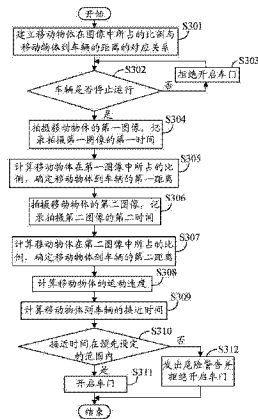 开始
S301
建立移动物体在图像中所占的比例与
移动物体到车辆的距离的对应关系
S302
S303
车辆是否停止运行
否
拒绝开启车门
是
S304
拍摄移动物体的第一图像，记
录拍摄第一图像的第一时间
S305
计算移动物体在第一图像中所占的比
例，确定移动物体到车辆的第一距离
S306
拍摄移动物体的第二图像，记
录拍摄第二图像的第二时间
S307
计算移动物体在第二图像中所占的比
例，确定移动物体到车辆的第二距离
S308
计算移动物体的运动速度
S309
计算移动物体到车辆的接近时间
S310
接近时间在预先设定
的范围内
否
S312
是
S311
发出危险警告并
拒绝开启车门
开启车门
结束